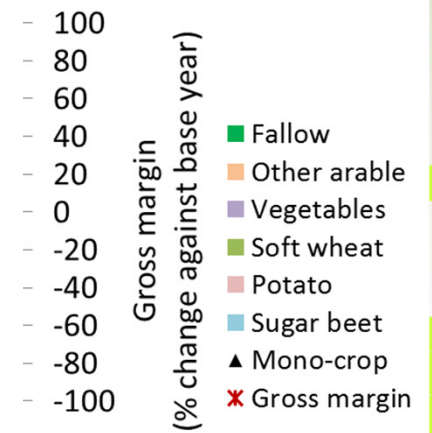 100
80
60
40
20
0
-20
-40
-60
-80
-100
Gross margin
(% change against base year)
Fallow
Other arable
Vegetables
Soft wheat
Potato
Sugar beet
Mono-crop
Gross margin